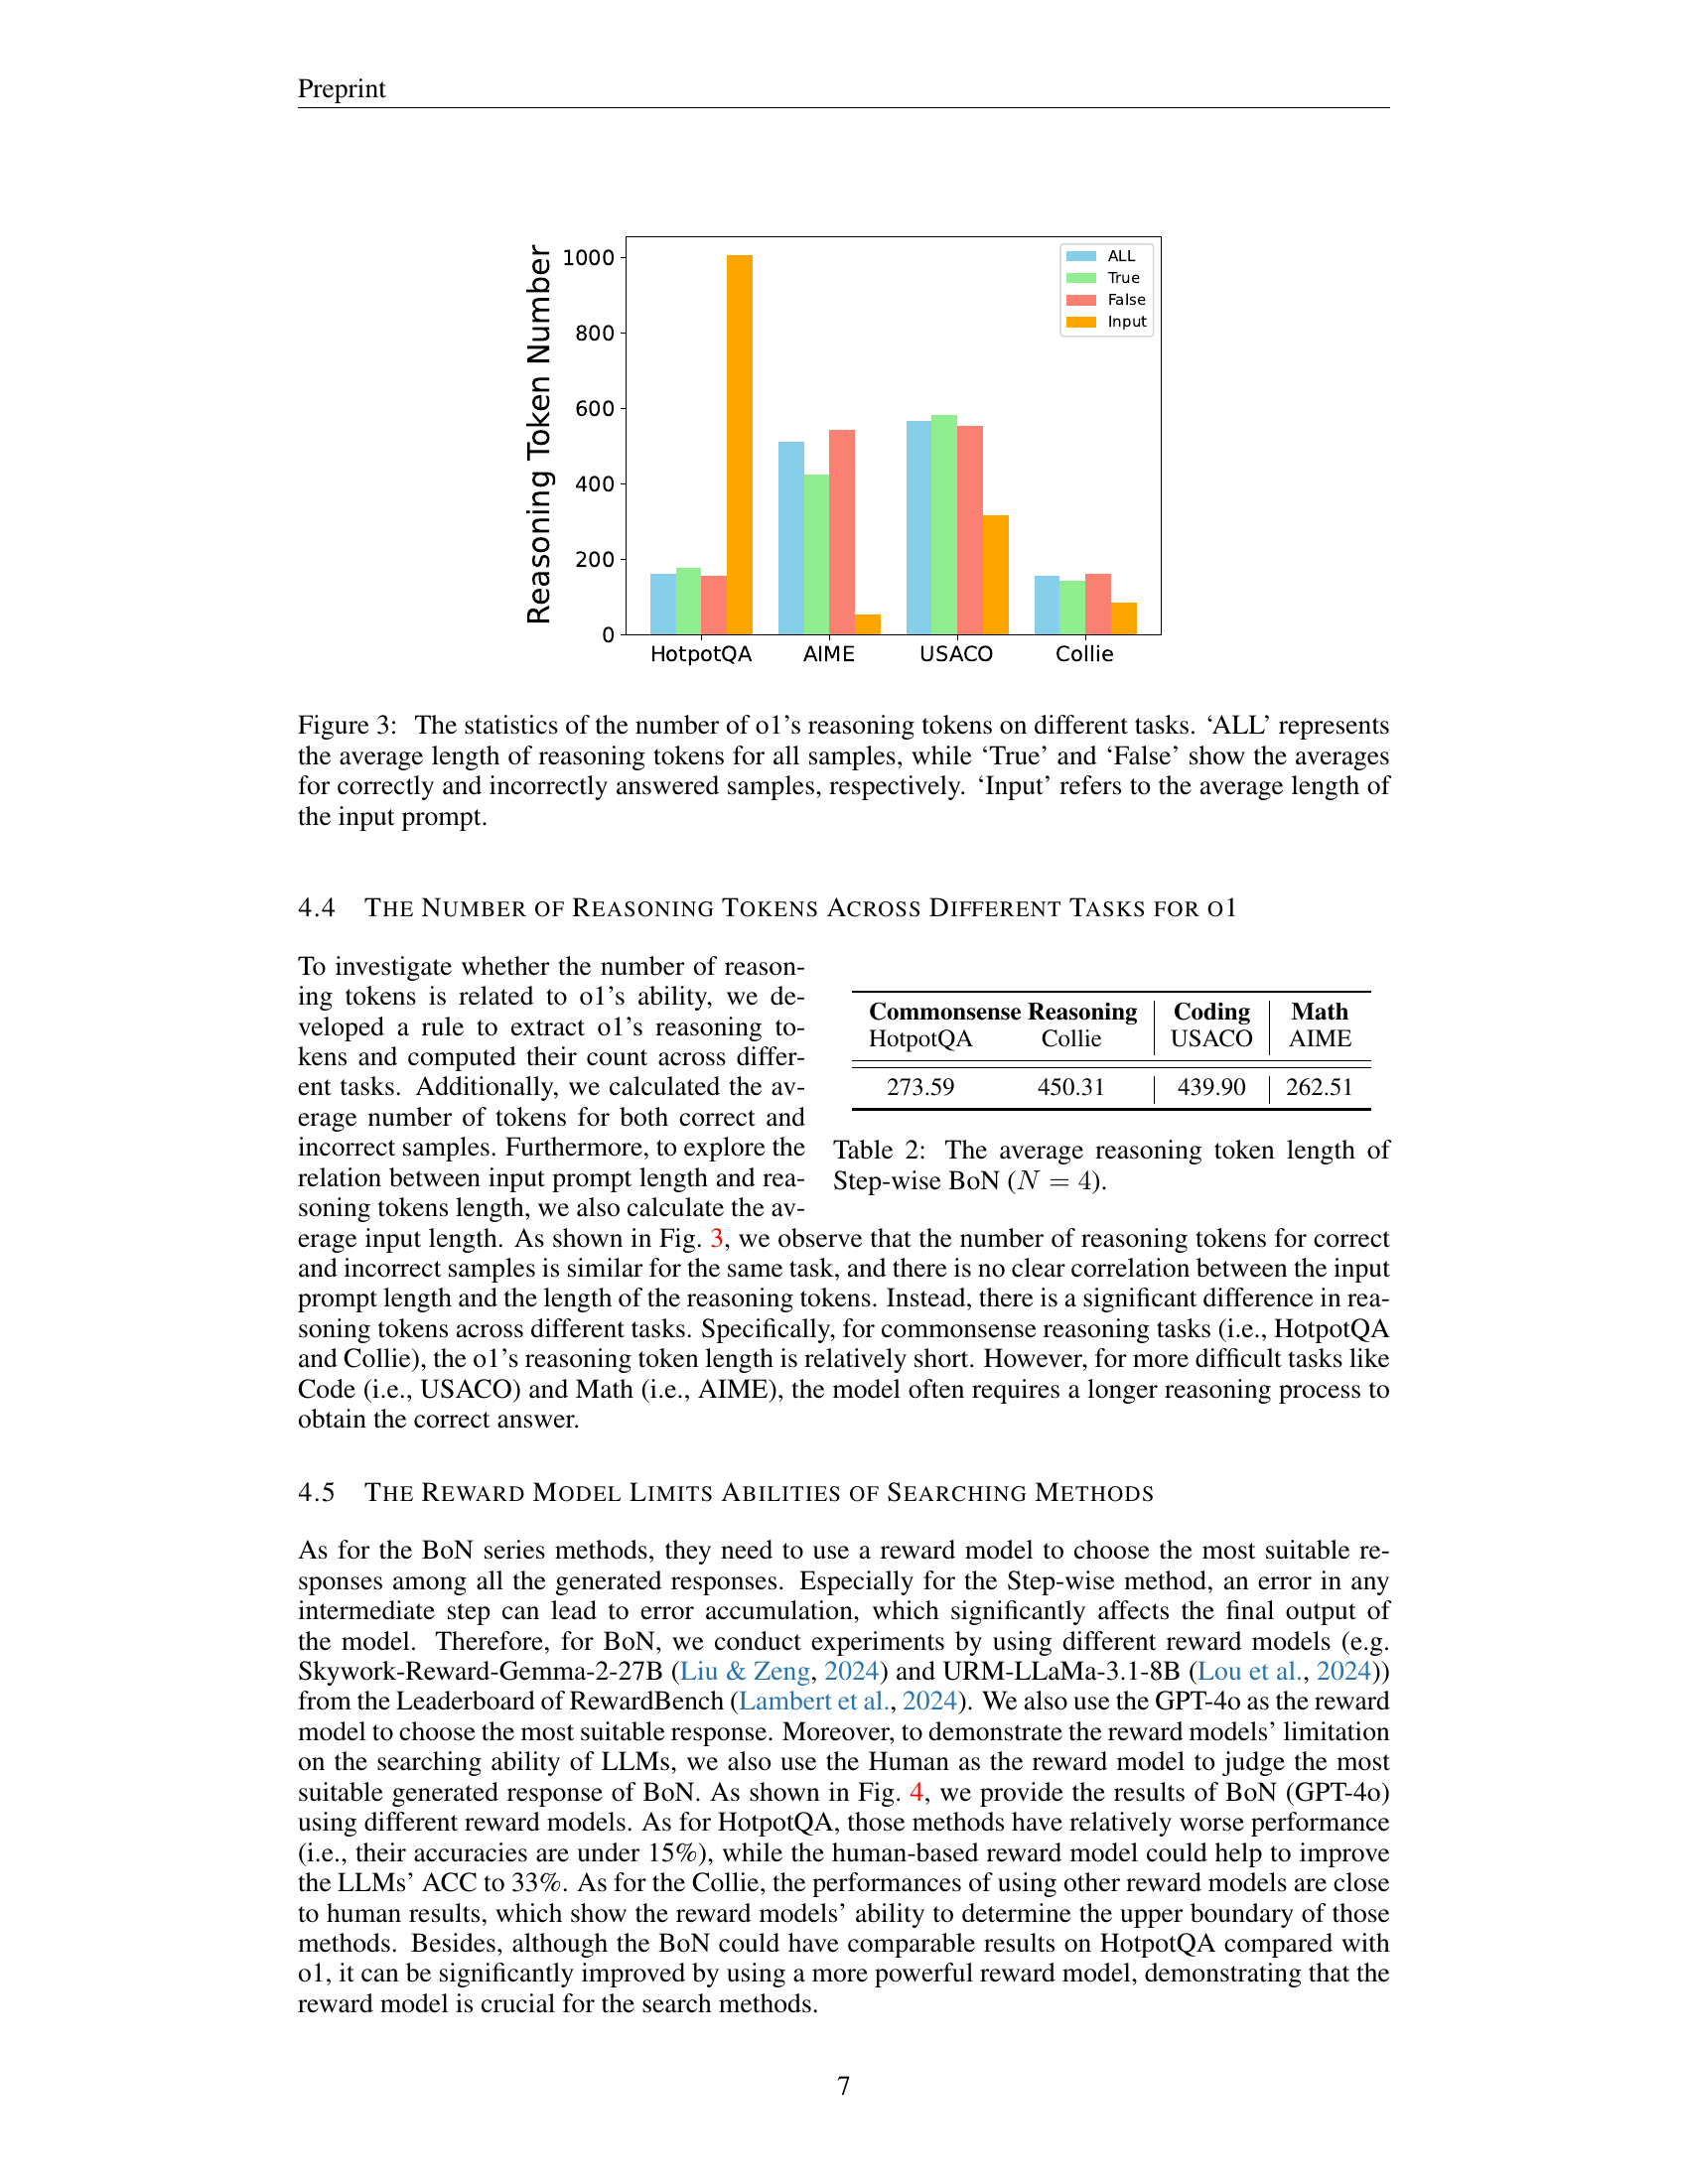 Preprint
Reasoning Token Number
1000
800
600
400
200
0
ALL
True
False
Input
HotpotQA AIME USACO Collie
Figure 3: The statistics of the number of o1's reasoning tokens on different tasks. ‘ALL’ represents
the average length of reasoning tokens for all samples, while ‘True’ and ‘False’ show the averages
for correctly and incorrectly answered samples, respectively. ‘Input’ refers to the average length of
the input prompt.
4.4 THE NUMBER OF REASONING TOKENS ACROSS DIFFERENT TASKS FOR O1
To investigate whether the number of reason-
ing tokens is related to o1's ability, we de-
veloped a rule to extract o1's reasoning to-
kens and computed their count across differ-
ent tasks. Additionally, we calculated the av-
erage number of tokens for both correct and
incorrect samples. Furthermore, to explore the
relation between input prompt length and rea-
soning tokens length, we also calculate the av-
Commonsense Reasoning Coding Math
HotpotQA Collie USACO AIME
273.59 450.31 439.90 262.51
Table 2: The average reasoning token length of
Step-wise BoN (N = 4).
erage input length. As shown in Fig. 3, we observe that the number of reasoning tokens for correct
and incorrect samples is similar for the same task, and there is no clear correlation between the input
prompt length and the length of the reasoning tokens. Instead, there is a significant difference in rea-
soning tokens across different tasks. Specifically, for commonsense reasoning tasks (i.e., HotpotQA
and Collie), the o1's reasoning token length is relatively short. However, for more difficult tasks like
Code (i.e., USACO) and Math (i.e., AIME), the model often requires a longer reasoning process to
obtain the correct answer.
4.5 THE REWARD MODEL LIMITS ABILITIES OF SEARCHING METHODS
As for the BoN series methods, they need to use a reward model to choose the most suitable re-
sponses among all the generated responses. Especially for the Step-wise method, an error in any
intermediate step can lead to error accumulation, which significantly affects the final output of
the model. Therefore, for BoN, we conduct experiments by using different reward models (e.g.
Skywork-Reward-Gemma-2-27B (Liu & Zeng, 2024) and URM-LLaMa-3.1-8B (Lou et al., 2024))
from the Leaderboard of RewardBench (Lambert et al., 2024). We also use the GPT-4o as the reward
model to choose the most suitable response. Moreover, to demonstrate the reward models' limitation
on the searching ability of LLMs, we also use the Human as the reward model to judge the most
suitable generated response of BoN. As shown in Fig. 4, we provide the results of BoN (GPT-4o)
using different reward models. As for HotpotQA, those methods have relatively worse performance
(i.e., their accuracies are under 15%), while the human-based reward model could help to improve
the LLMs' ACC to 33%. As for the Collie, the performances of using other reward models are close
to human results, which show the reward models' ability to determine the upper boundary of those
methods. Besides, although the BoN could have comparable results on HotpotQA compared with
o1, it can be significantly improved by using a more powerful reward model, demonstrating that the
reward model is crucial for the search methods.
7